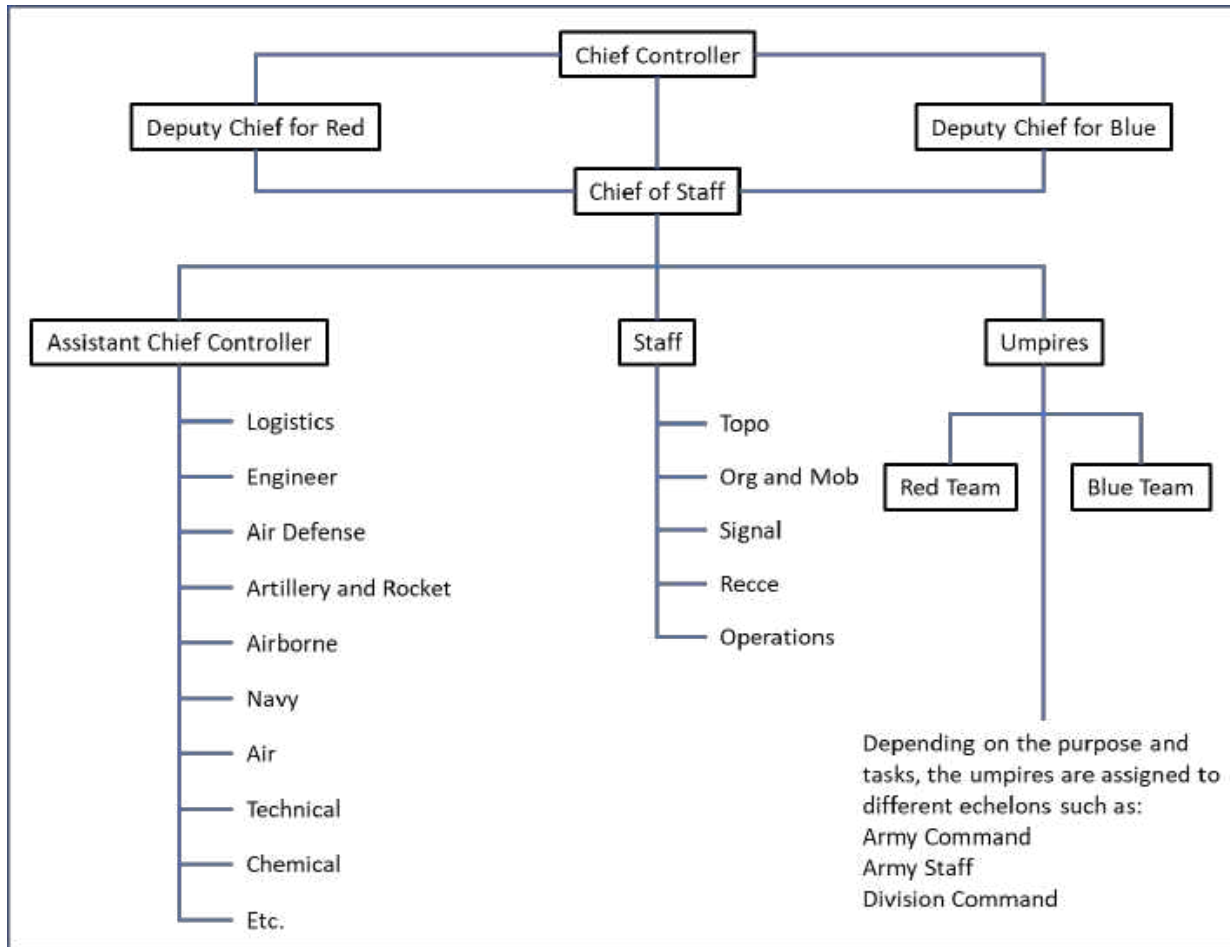 Chief Controller
Deputy Chief for Red
Deputy Chief for Blue
Chief of Staff
Assistant Chief Controller
Staff
Umpires
Logistics
Engineer
Air Defense
Artillery and Rocket
Airborne
Navy
Air
Technical
Chemical
Etc.
Topo
Org and Mob
Signal
Recce
Operations
Red Team
Blue Team
Depending on the purpose and
tasks, the umpires are assigned to
different echelons such as:
Army Command
Army Staff
Division Command